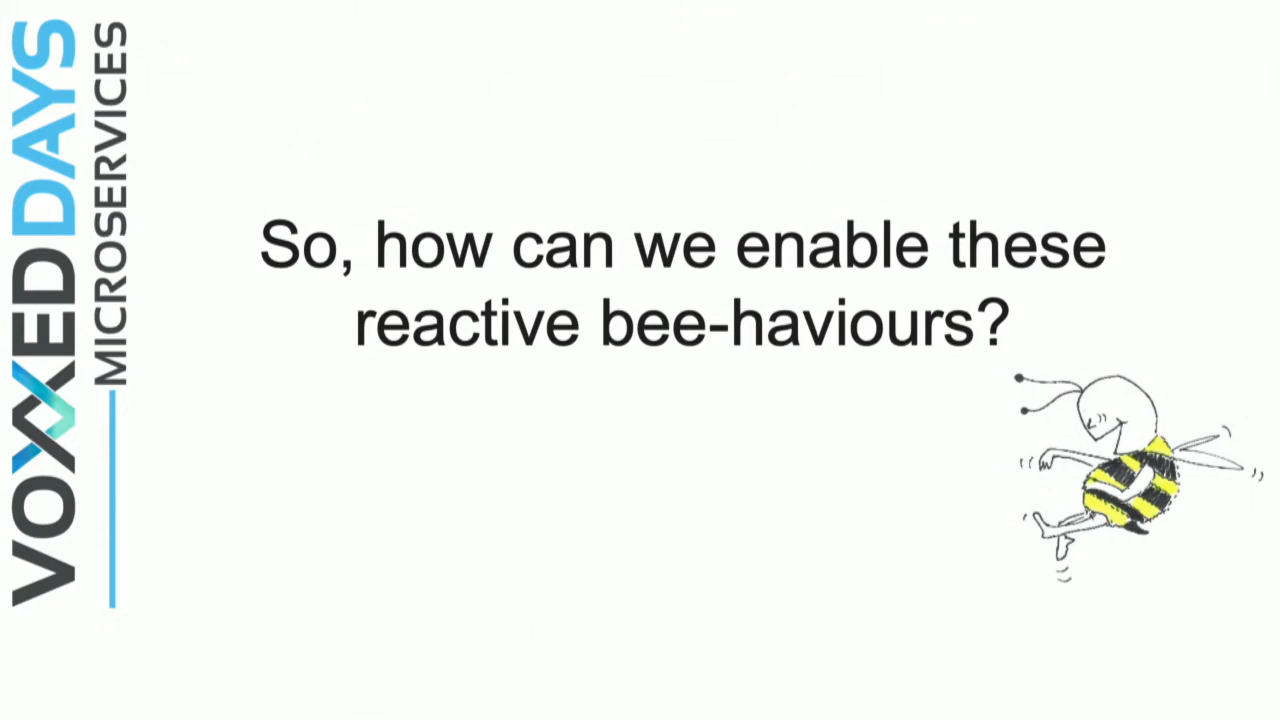 VOXXED DAYS
MICROSERVICES
So, how can we enable these
reactive bee-haviours?